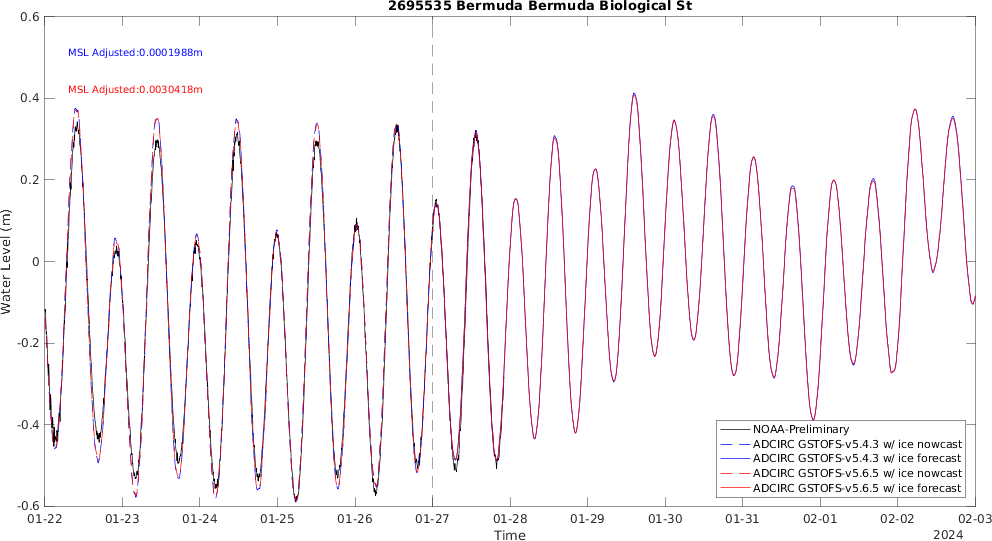 2695535 Bermuda Bermuda Biological St
MSL Adjusted:0.0001988m
MSL Adjusted:0.0030418m
Water Level (m)
0.6
0.4
0.2
0
-0.2
-0.4
-0.6
01-22 01-23 01-24 01-25 01-26 01-27 01-28 01-29 01-30 01-31 02-01 02-02 02-03
Time
2024
NOAA-Preliminary
ADCIRC GSTOFS-v5.4.3 w/ ice nowcast
ADCIRC GSTOFS-v5.4.3 w/ ice forecast
ADCIRC GSTOFS-v5.6.5 w/ ice nowcast
ADCIRC GSTOFS-v5.6.5 w/ ice forecast